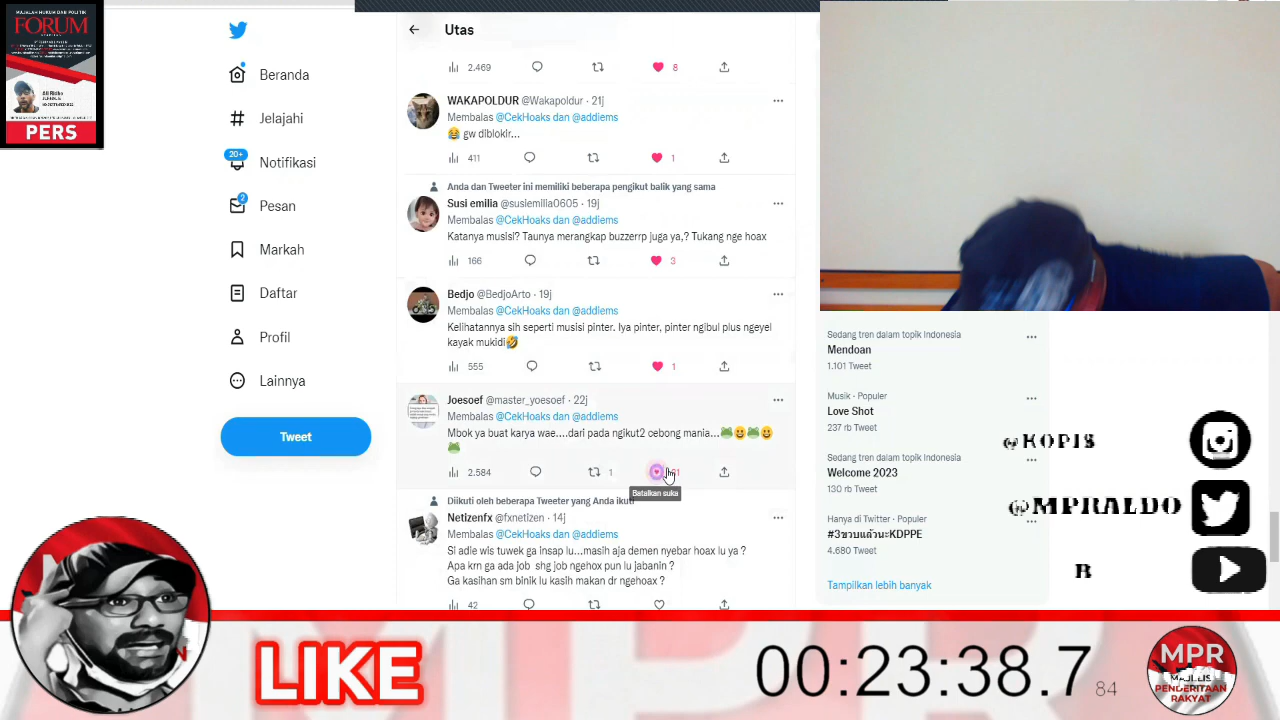 MAJALAH HUKUM DAN POLITIK
FORUM
PERS
Utas
Beranda
Jelajahi
20+
Notifikasi
2
Pesan
Markah
Daftar
Profil
Lainnya
Tweet
2.469 8
WAKAPOLDUR @Wakapoldur · 21j
Membalas @CekHoaks dan @addiems
😂 gw diblokir...
411 1
Anda dan Tweeter ini memiliki beberapa pengikut balik yang sama
Susi emilia @susiemilia0605 · 19j
Membalas @CekHoaks dan @addiems
Katanya musisi? Taunya merangkap buzzerrp juga ya,? Tukang nge hoax
166 3
Bedjo @BedjoArto · 19j
Membalas @CekHoaks dan @addiems
Kelihatannya sih seperti musisi pinter. Iya pinter, pinter ngibul plus ngeyel
kayak mukidi🤣
555 1
Joesoef @master_yoesoef · 22j
Membalas @CekHoaks dan @addiems
Mbok ya buat karya wae....dari pada ngikut2 cebong mania...🐸😀🐸😀
🐸
2.584 1
Batalkan suka
Diikuti oleh beberapa Tweeter yang Anda ikuti
Netizenfx @fxnetizen · 14j
Membalas @CekHoaks dan @addiems
Si adie wis tuwek ga insap lu...masih aja demen nyebar hoax lu ya ?
Apa krn ga ada job shg job ngehox pun lu jabanin ?
Ga kasihan sm binik lu kasih makan dr ngehoax ?
42
Sedang tren dalam topik Indonesia
Mendoan
1.101 Tweet
Musik · Populer
Love Shot
237 rb Tweet
Sedang tren dalam topik Indonesia
Welcome 2023
130 rb Tweet
Hanya di Twitter · Populer
#3ขวบแล้วนะKDPPE
4.680 Tweet
Tampilkan lebih banyak
@KOPIS
@MPRALDO
R
LIKE
00:23:38.7
84
MPR
MAJELIS
PENDERITAAN
RAKYAT